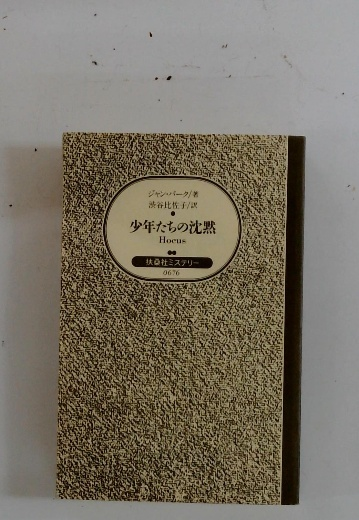 ジャン・バーク/著
渋谷比佐子/訳
少年たちの沈黙
Hocus
扶桑社ミステリー
0676